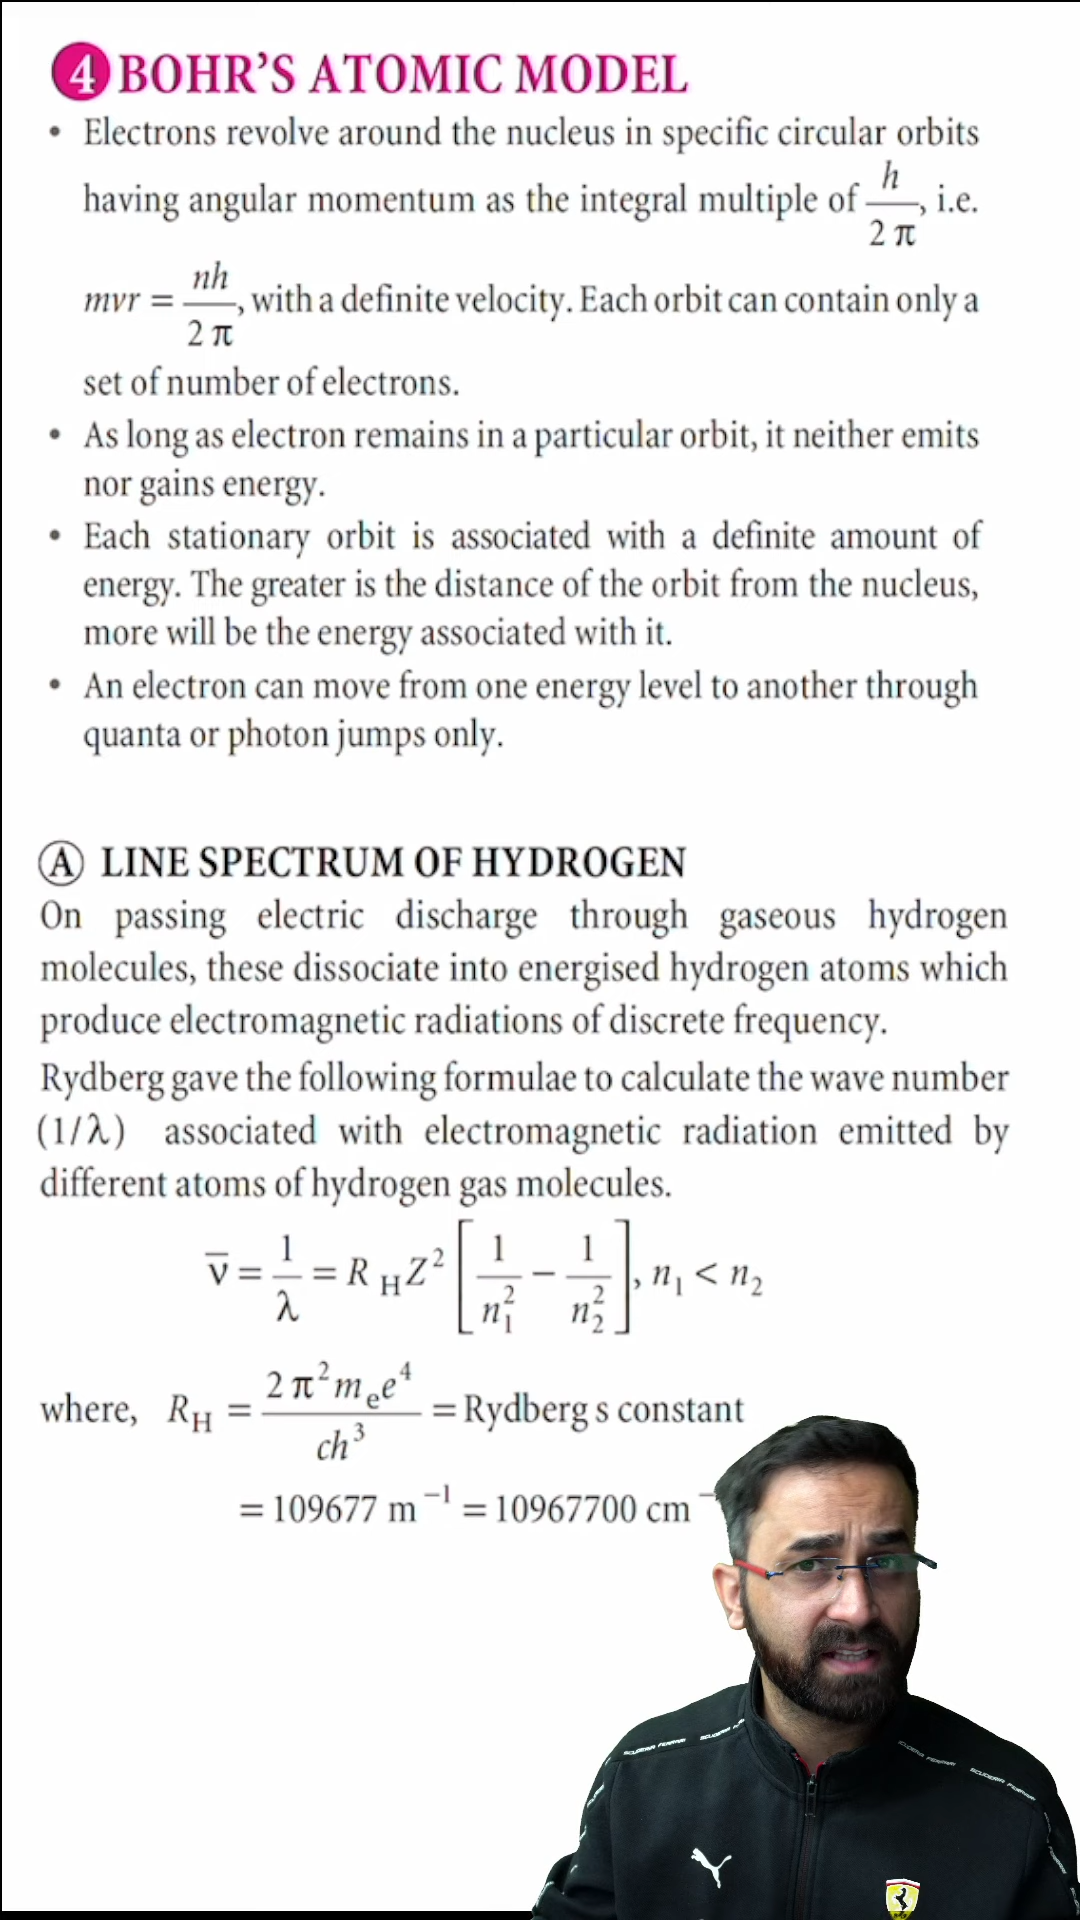 4 BOHR'S ATOMIC MODEL
• Electrons revolve around the nucleus in specific circular orbits
having angular momentum as the integral multiple of h/2π, i.e.
mvr = nh/2π, with a definite velocity. Each orbit can contain only a
set of number of electrons.
• As long as electron remains in a particular orbit, it neither emits
nor gains energy.
• Each stationary orbit is associated with a definite amount of
energy. The greater is the distance of the orbit from the nucleus,
more will be the energy associated with it.
• An electron can move from one energy level to another through
quanta or photon jumps only.
Ⓐ LINE SPECTRUM OF HYDROGEN
On passing electric discharge through gaseous hydrogen
molecules, these dissociate into energised hydrogen atoms which
produce electromagnetic radiations of discrete frequency.
Rydberg gave the following formulae to calculate the wave number
(1/λ) associated with electromagnetic radiation emitted by
different atoms of hydrogen gas molecules.
ν̅ = 1/λ = R_H Z² [1/n₁² − 1/n₂²], n₁ < n₂
where, R_H = 2π²mₑe⁴/ch³ = Rydberg s constant
= 109677 m⁻¹ = 10967700 cm⁻
SCUDERIA FERRARI SCUDERIA FERRARI